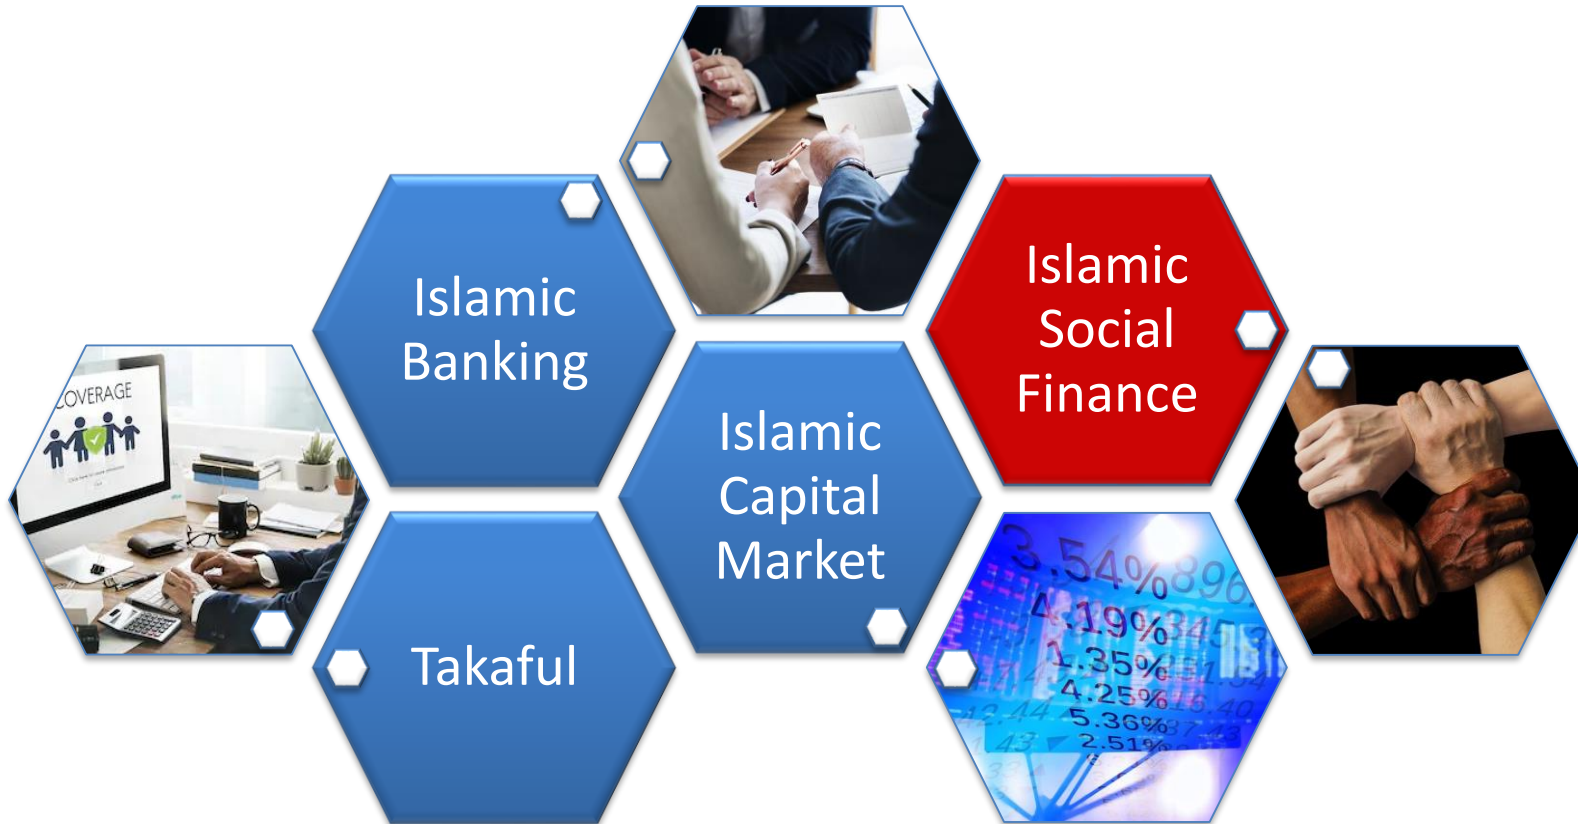 Islamic
Banking
Islamic
Social
Finance
COVERAGE
Islamic
Capital
Market
Takaful
3.54%
4.19%
1.35%
4.25%
5.36%
2.51%